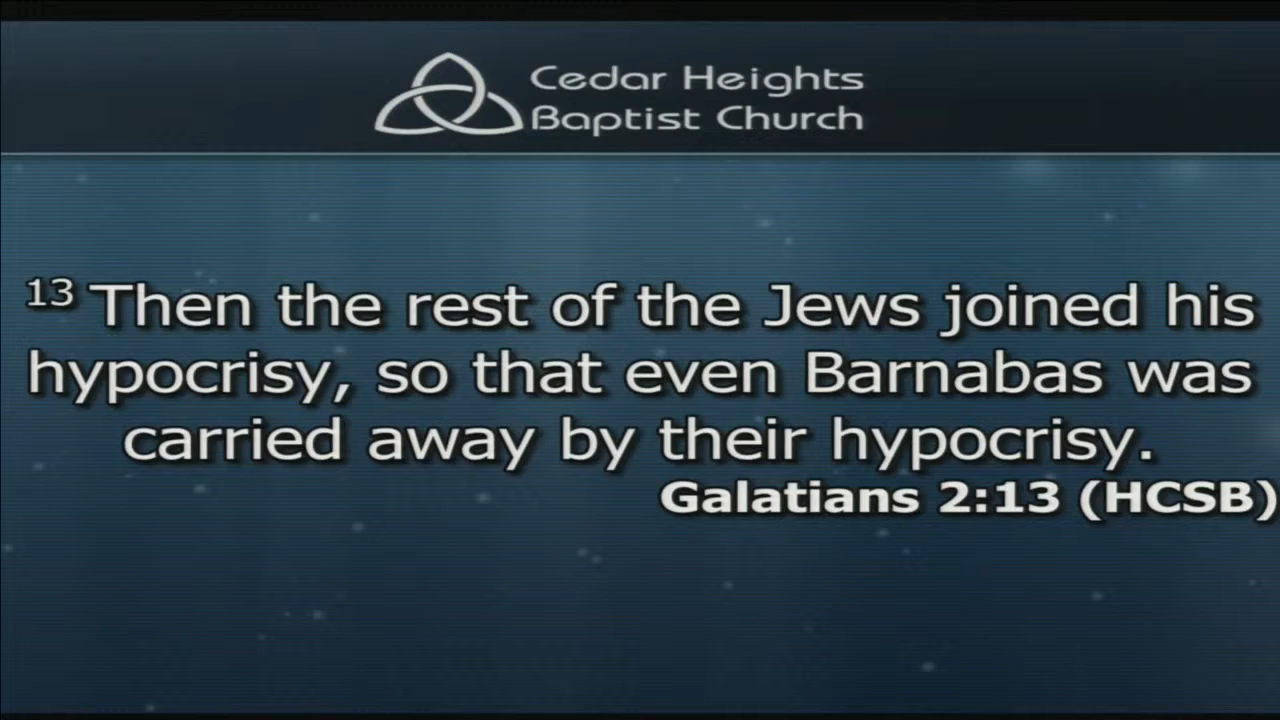 Cedar Heights
Baptist Church
13 Then the rest of the Jews joined his
hypocrisy, so that even Barnabas was
carried away by their hypocrisy.
Galatians 2:13 (HCSB)